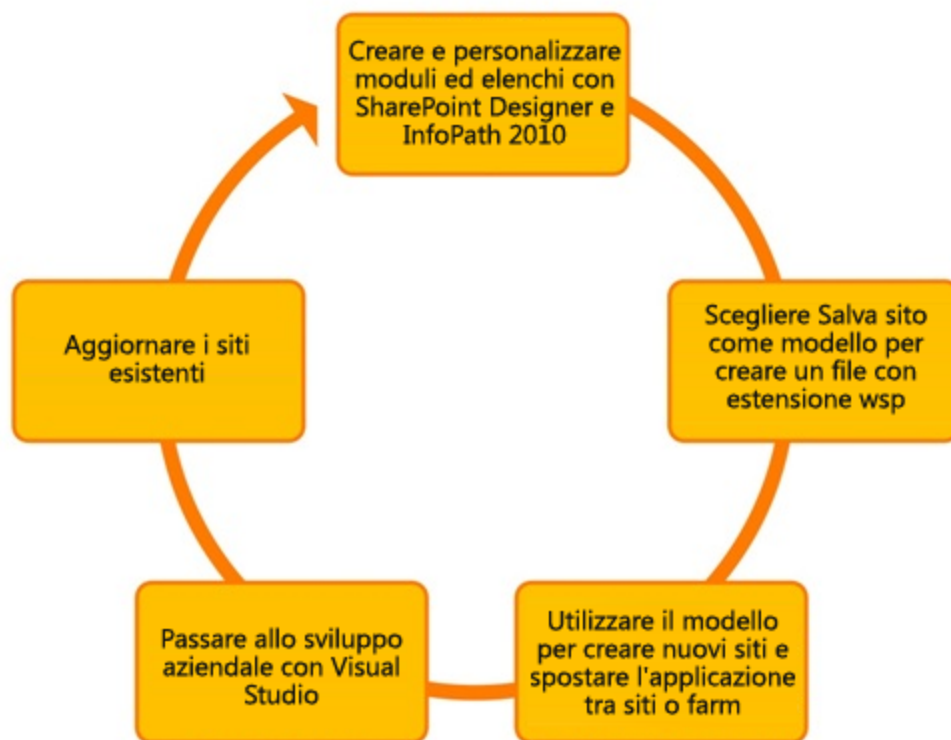 Creare e personalizzare
moduli ed elenchi con
SharePoint Designer e
InfoPath 2010
Scegliere Salva sito
come modello per
creare un file con
estensione wsp
Utilizzare il modello
per creare nuovi siti e
spostare l'applicazione
tra siti o farm
Passare allo sviluppo
aziendale con Visual
Studio
Aggiornare i siti
esistenti